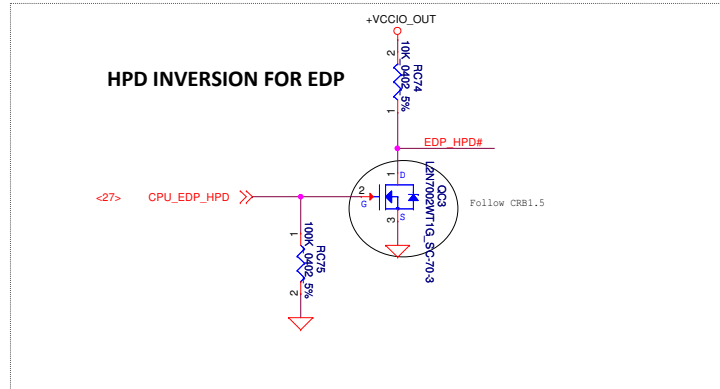 +VCCIO_OUT
HPD INVERSION FOR EDP
2
10K_0402_5%
RC74
1
EDP_HPD#
1
D
<27>
CPU_EDP_HPD
2
G
S
3
QC3
L2N7002WT1G_SC-70-3
Follow CRB1.5
1
100K_0402_5%
RC75
2